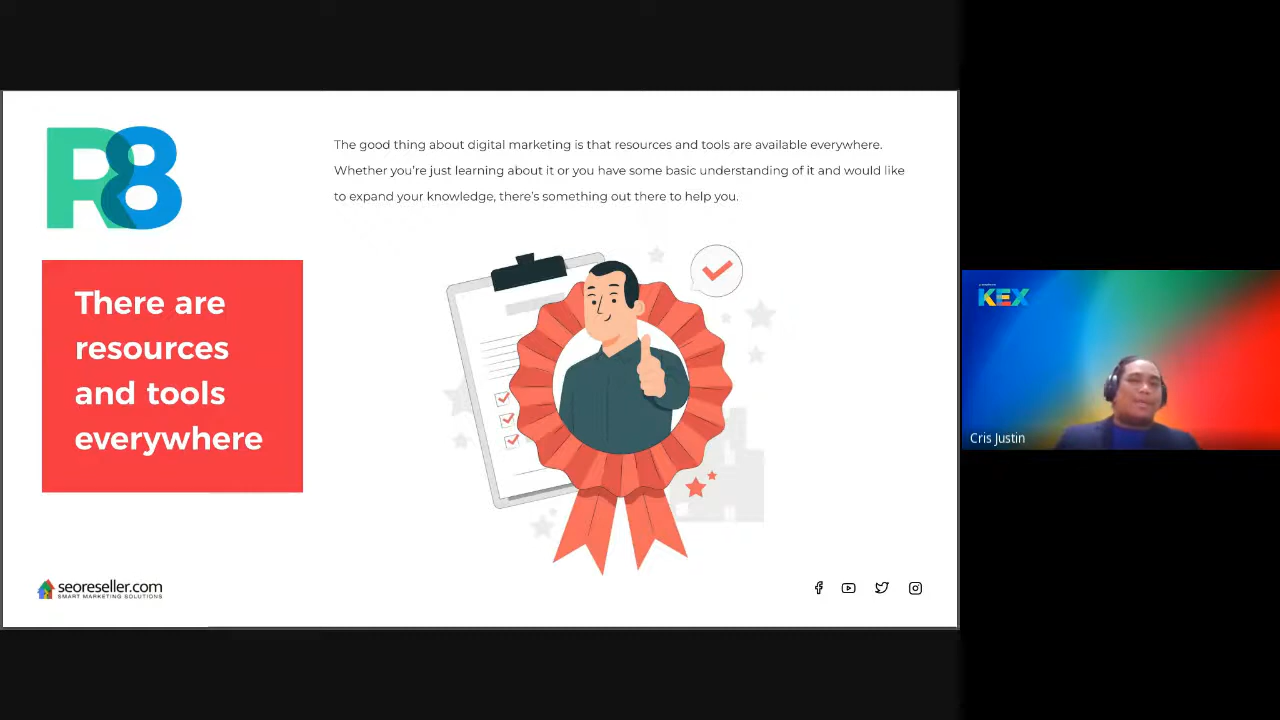 R8
The good thing about digital marketing is that resources and tools are available everywhere.
Whether you're just learning about it or you have some basic understanding of it and would like
to expand your knowledge, there's something out there to help you.
There are
resources
and tools
everywhere
KEX
Cris Justin
seoreseller.com
SMART MARKETING SOLUTIONS